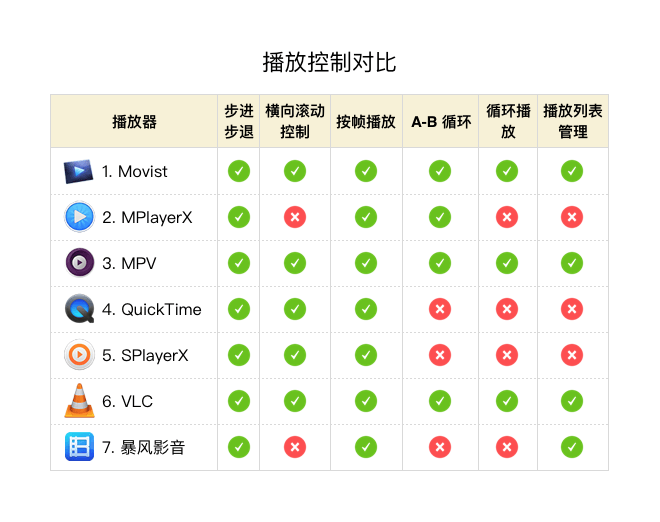 播放控制对比
播放器
步进
步退
横向滚动
控制
按帧播放
A-B 循环
循环播
放
播放列表
管理
1. Movist
2. MPlayerX
3. MPV
4. QuickTime
5. SPlayerX
6. VLC
7. 暴风影音